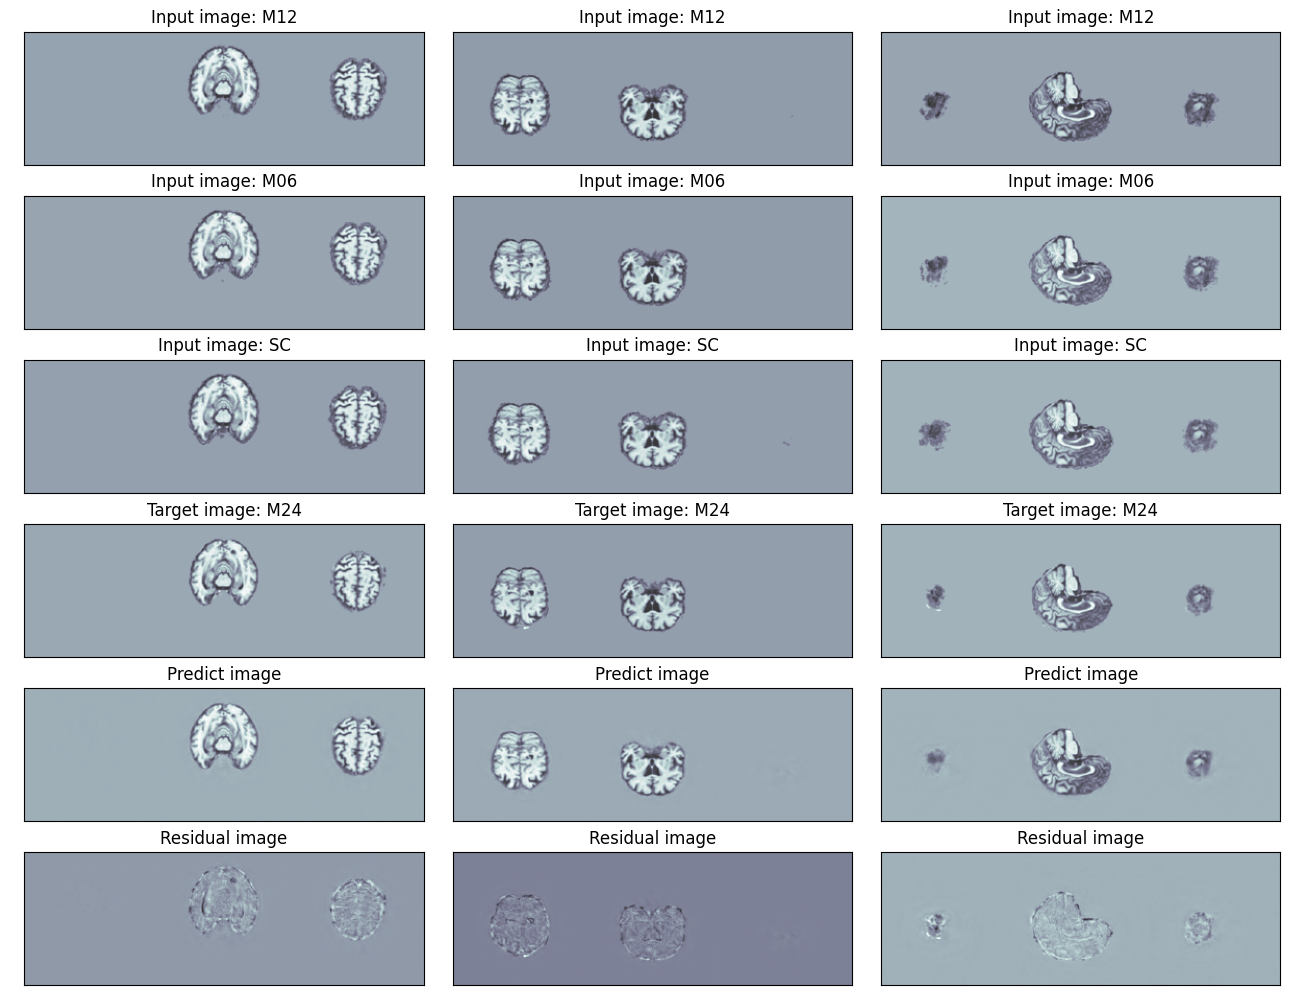 Input image: M12 Input image: M12 Input image: M12
Input image: M06 Input image: M06 Input image: M06
Input image: SC Input image: SC Input image: SC
Target image: M24 Target image: M24 Target image: M24
Predict image Predict image Predict image
Residual image Residual image Residual image